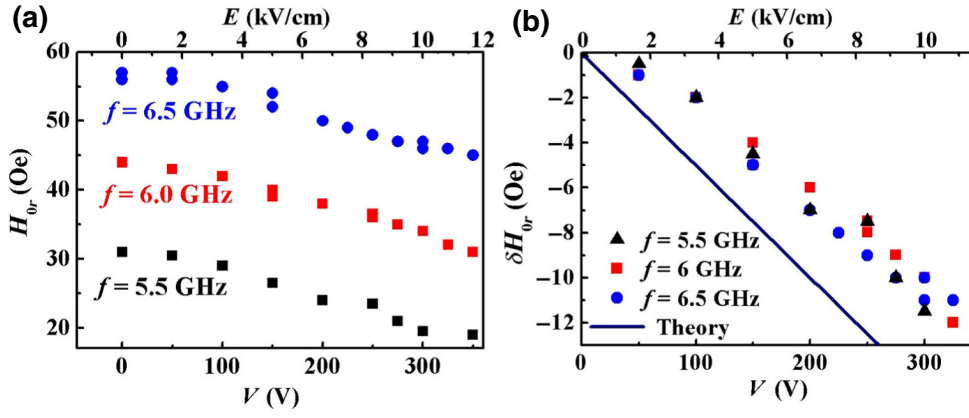 (a)
E (kV/cm)
0 2 4 6 8 10 12
60
50
40
30
20
H0r (Oe)
f = 6.5 GHz
f = 6.0 GHz
f = 5.5 GHz
0 100 200 300
V (V)
(b)
E (kV/cm)
0 2 4 6 8 10
0
−2
−4
−6
−8
−10
−12
δH0r (Oe)
f = 5.5 GHz
f = 6 GHz
f = 6.5 GHz
Theory
0 100 200 300
V (V)